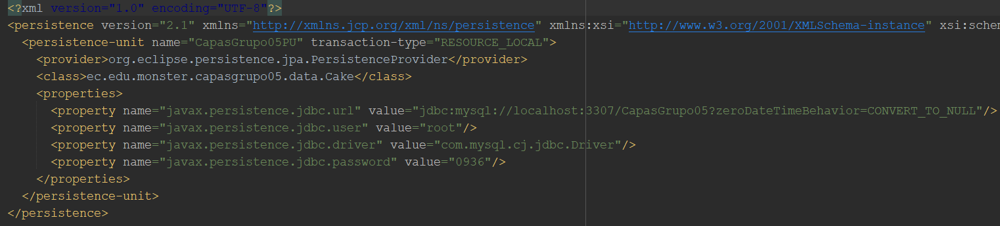 <?xml version="1.0" encoding="UTF-8"?>
<persistence version="2.1" xmlns="http://xmlns.jcp.org/xml/ns/persistence" xmlns:xsi="http://www.w3.org/2001/XMLSchema-instance" xsi:schem
<persistence-unit name="CapasGrupo05PU" transaction-type="RESOURCE_LOCAL">
<provider>org.eclipse.persistence.jpa.PersistenceProvider</provider>
<class>ec.edu.monster.capasgrupo05.data.Cake</class>
<properties>
<property name="javax.persistence.jdbc.url" value="jdbc:mysql://localhost:3307/CapasGrupo05?zeroDateTimeBehavior=CONVERT_TO_NULL"/>
<property name="javax.persistence.jdbc.user" value="root"/>
<property name="javax.persistence.jdbc.driver" value="com.mysql.cj.jdbc.Driver"/>
<property name="javax.persistence.jdbc.password" value="0936"/>
</properties>
</persistence-unit>
</persistence>